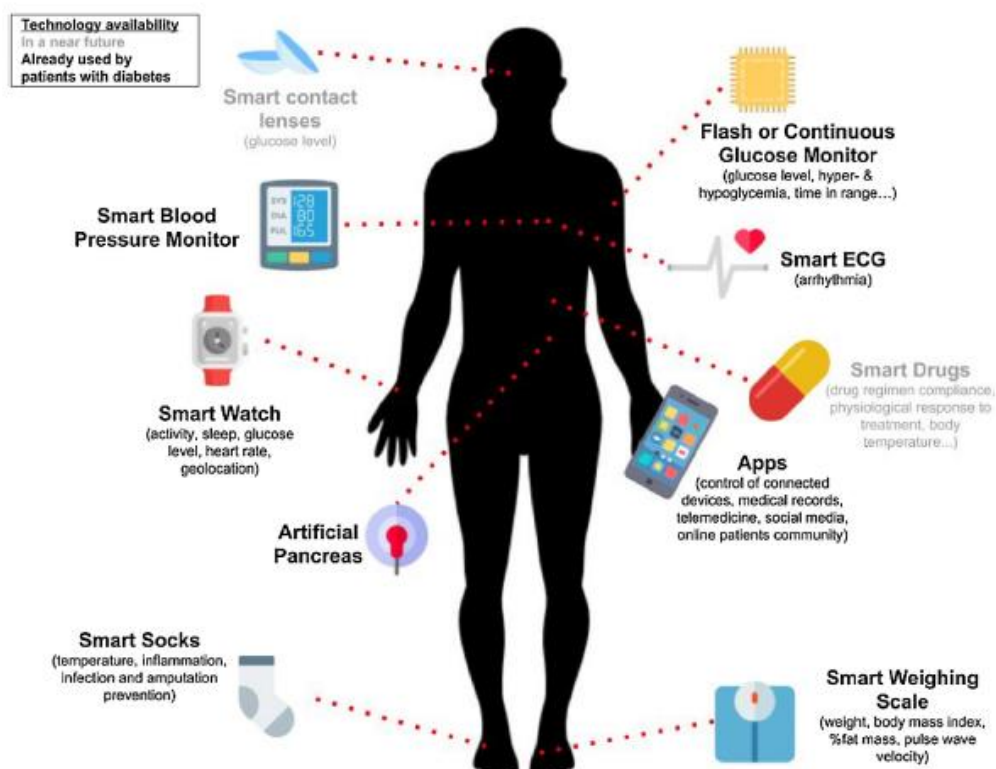 Technology availability
In a near future
Already used by
patients with diabetes
Smart contact
lenses
(glucose level)
Flash or Continuous
Glucose Monitor
(glucose level, hyper- &
hypoglycemia, time in range...)
Smart Blood
Pressure Monitor
SYS 128
DIA 80
PUL 165
Smart ECG
(arrhythmia)
Smart Watch
(activity, sleep, glucose
level, heart rate,
geolocation)
Smart Drugs
(drug regimen compliance,
physiological response to
treatment, body
temperature...)
Apps
(control of connected
devices, medical records,
telemedicine, social media,
online patients community)
Artificial
Pancreas
Smart Socks
(temperature, inflammation,
infection and amputation
prevention)
Smart Weighing
Scale
(weight, body mass index,
%fat mass, pulse wave
velocity)